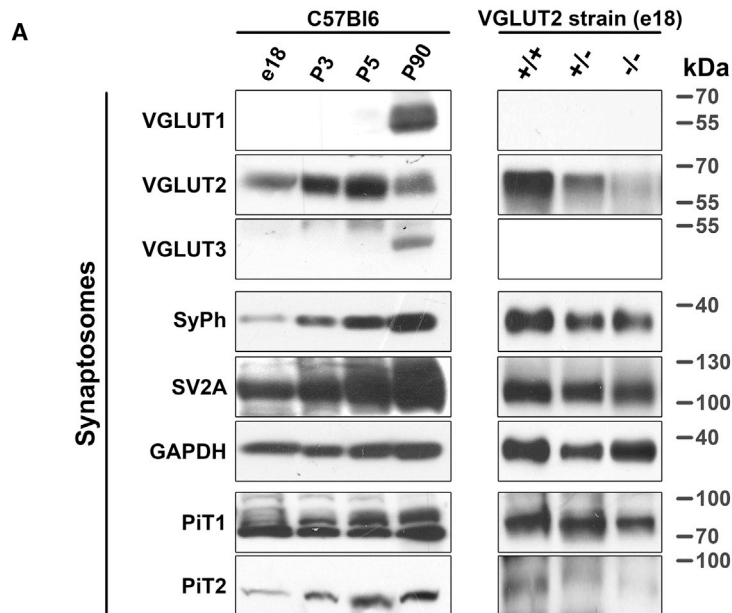 A
C57Bl6
VGLUT2 strain (e18)
e18 P3 P5 P90
+/+ +/- -/-
kDa
Synaptosomes
VGLUT1
70
55
VGLUT2
70
55
VGLUT3
55
SyPh
40
SV2A
130
100
GAPDH
40
PiT1
100
70
PiT2
100